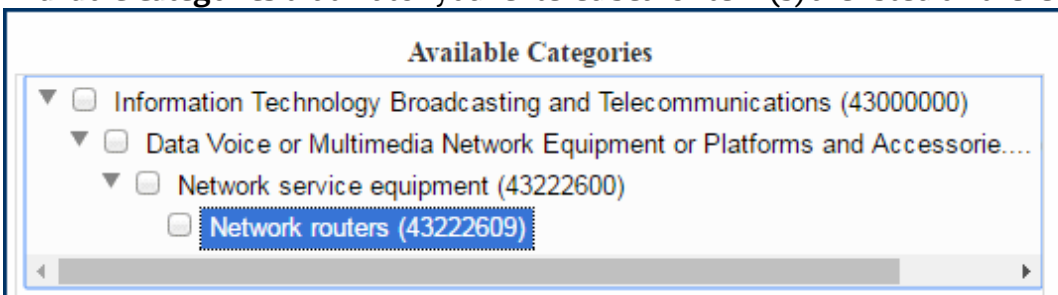 Available Categories
Information Technology Broadcasting and Telecommunications (43000000)
Data Voice or Multimedia Network Equipment or Platforms and Accessorie....
Network service equipment (43222600)
Network routers (43222609)